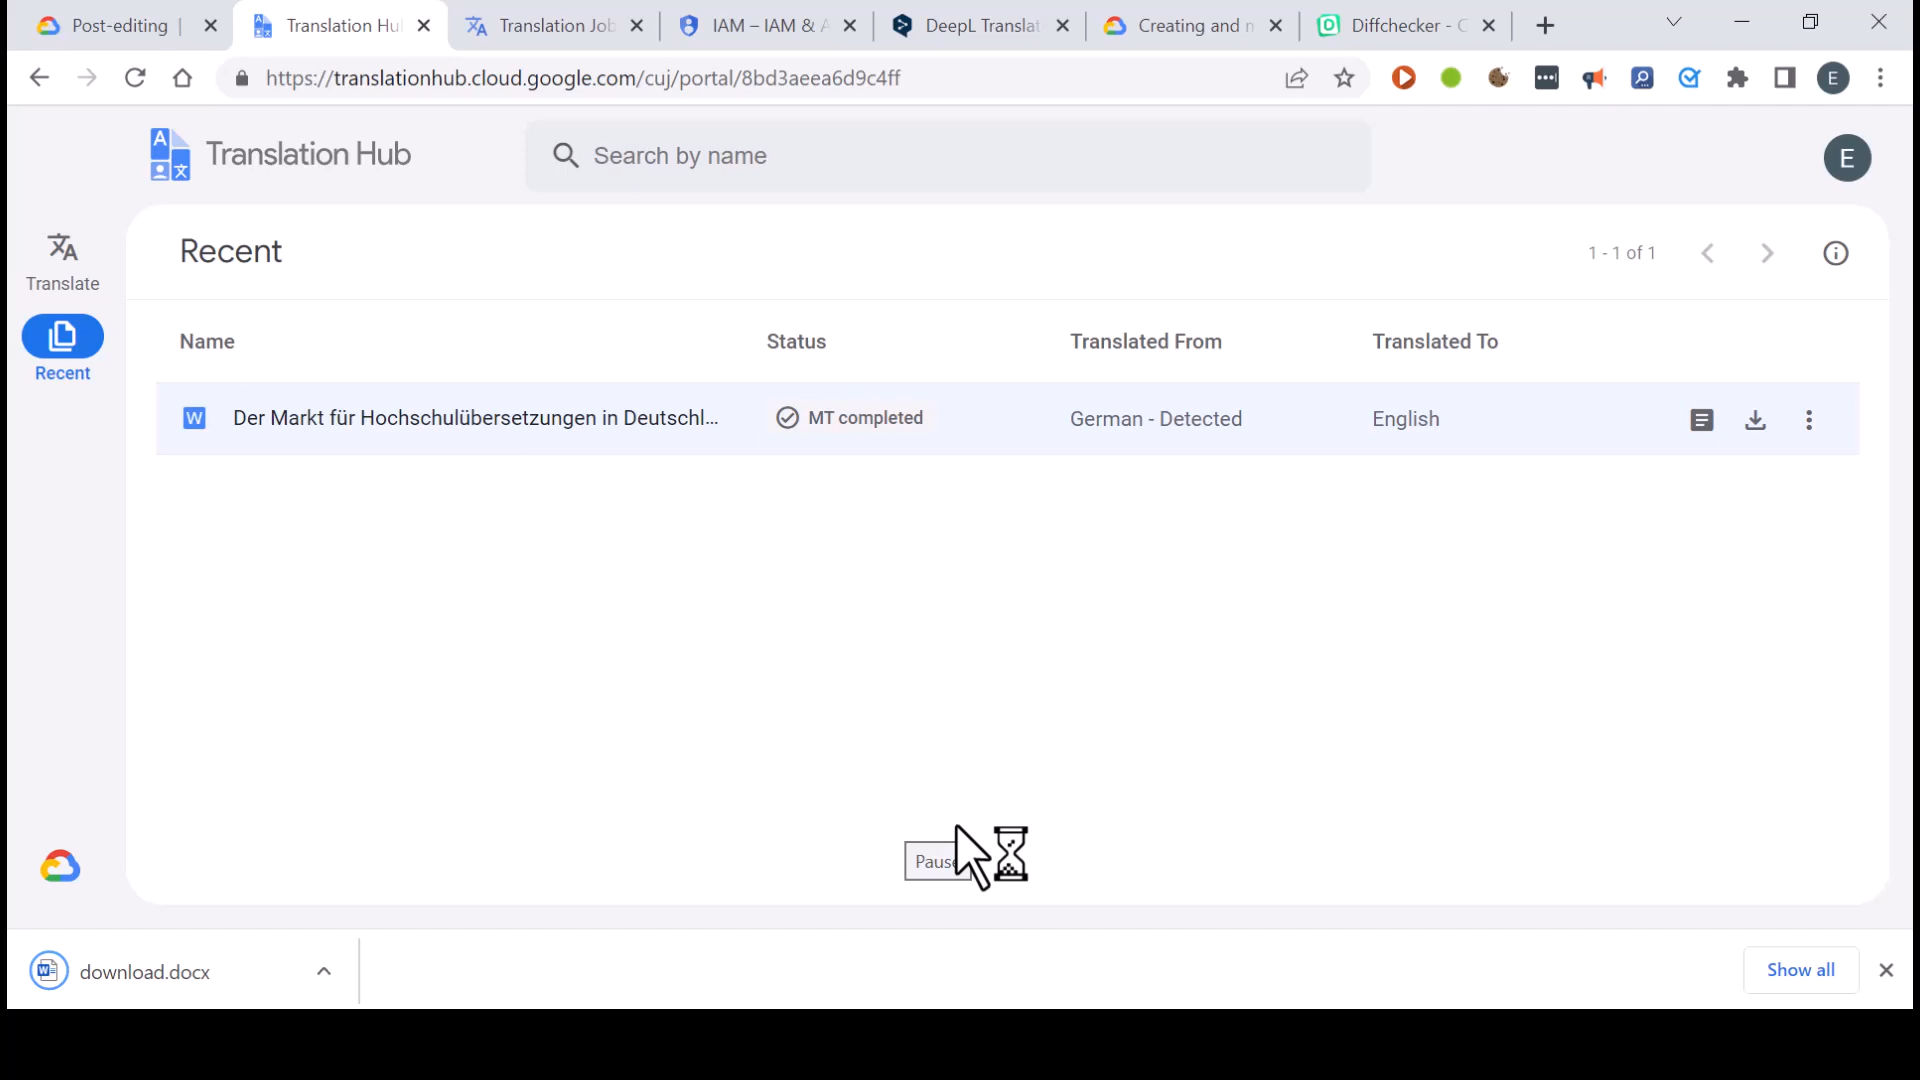 Post-editing |
Translation Hu
Translation Job
IAM – IAM & A
DeepL Translat
Creating and m
Diffchecker - C
https://translationhub.cloud.google.com/cuj/portal/8bd3aeea6d9c4ff
E
Translation Hub
Search by name
E
Translate
Recent
Recent
1 - 1 of 1
Name
Status
Translated From
Translated To
W
Der Markt für Hochschulübersetzungen in Deutschl...
MT completed
German - Detected
English
Pause
download.docx
Show all